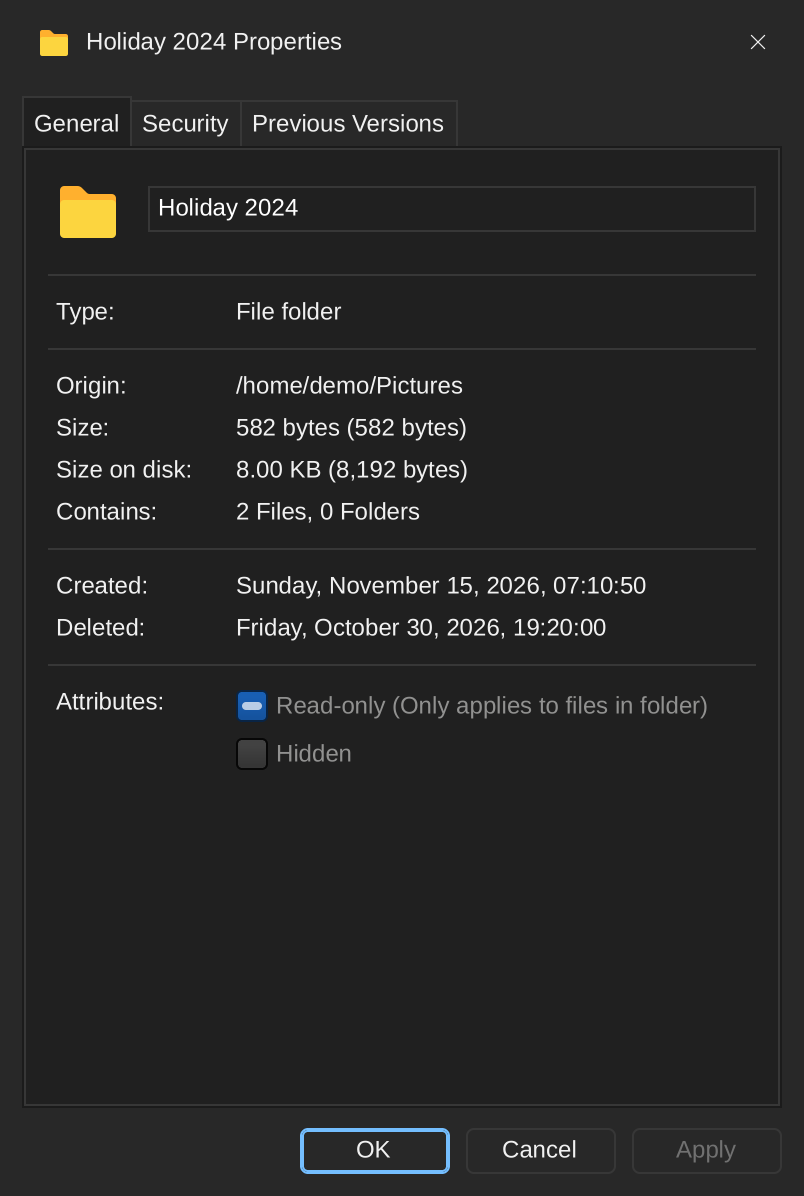 Holiday 2024 Properties
General Security Previous Versions
Holiday 2024
Type: File folder
Origin: /home/demo/Pictures
Size: 582 bytes (582 bytes)
Size on disk: 8.00 KB (8,192 bytes)
Contains: 2 Files, 0 Folders
Created: Sunday, November 15, 2026, 07:10:50
Deleted: Friday, October 30, 2026, 19:20:00
Attributes: Read-only (Only applies to files in folder)
Hidden
OK Cancel Apply